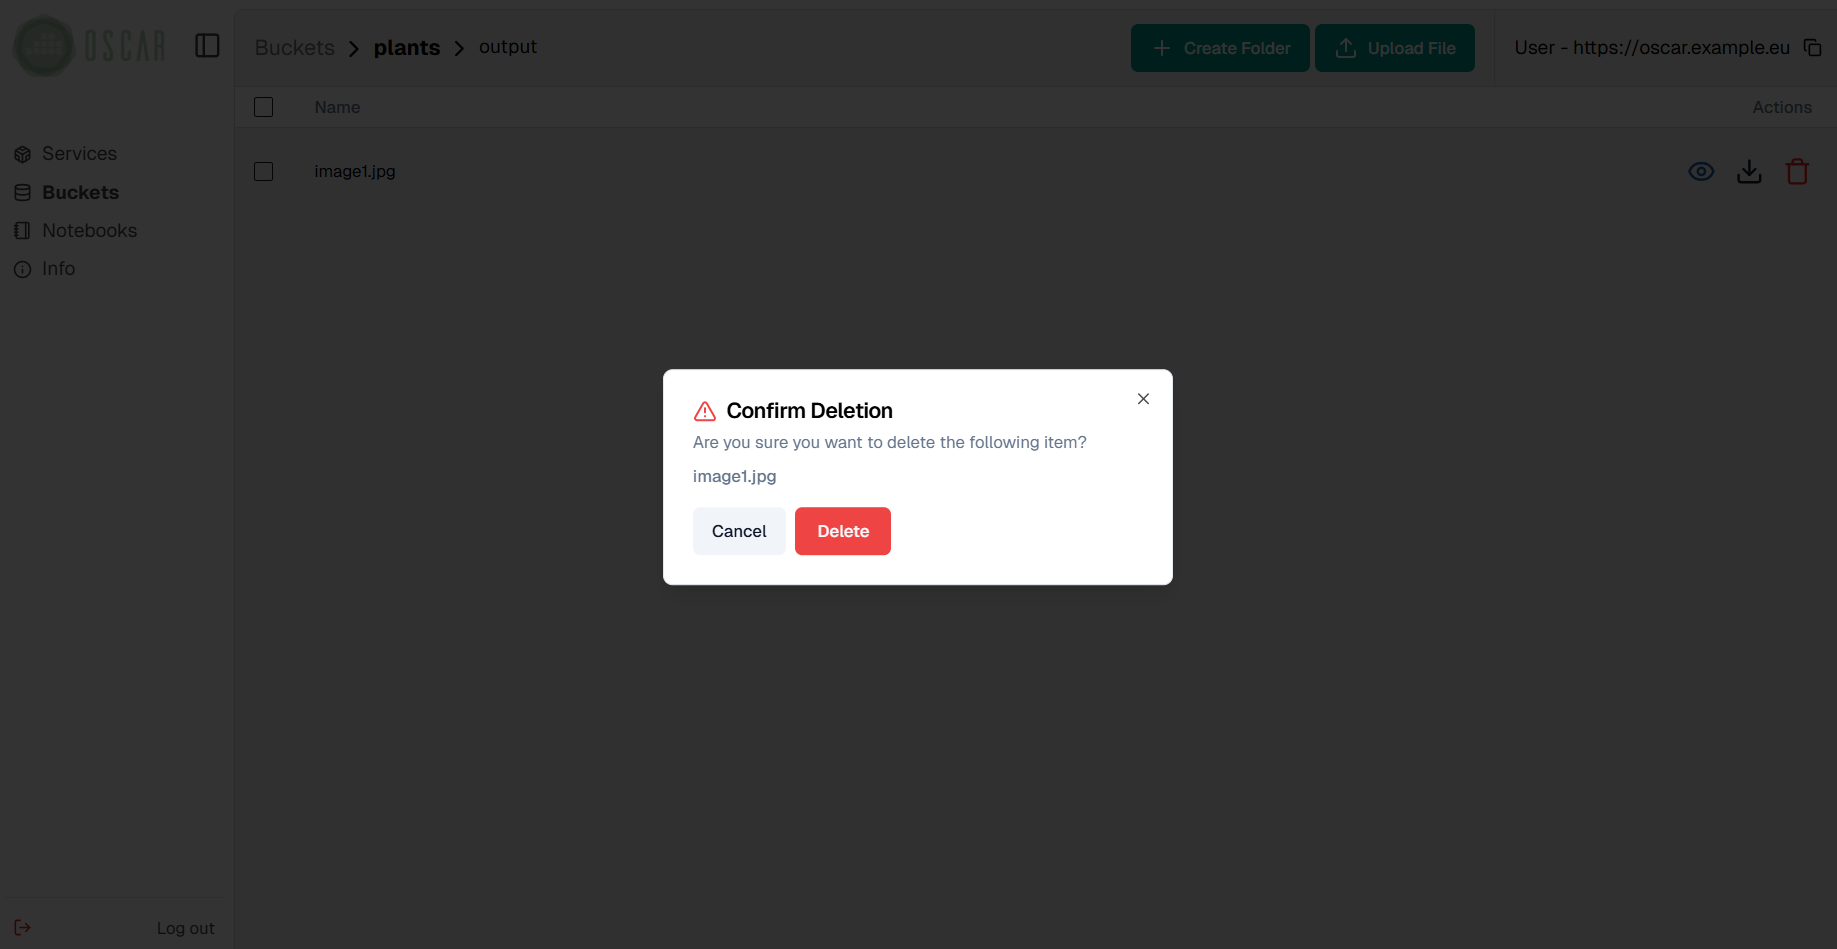 OSCAR
Buckets > plants > output
Create Folder
Upload File
User - https://oscar.example.eu
Services
Buckets
Notebooks
Info
Name
Actions
image1.jpg
Confirm Deletion
Are you sure you want to delete the following item?
image1.jpg
Cancel
Delete
Log out